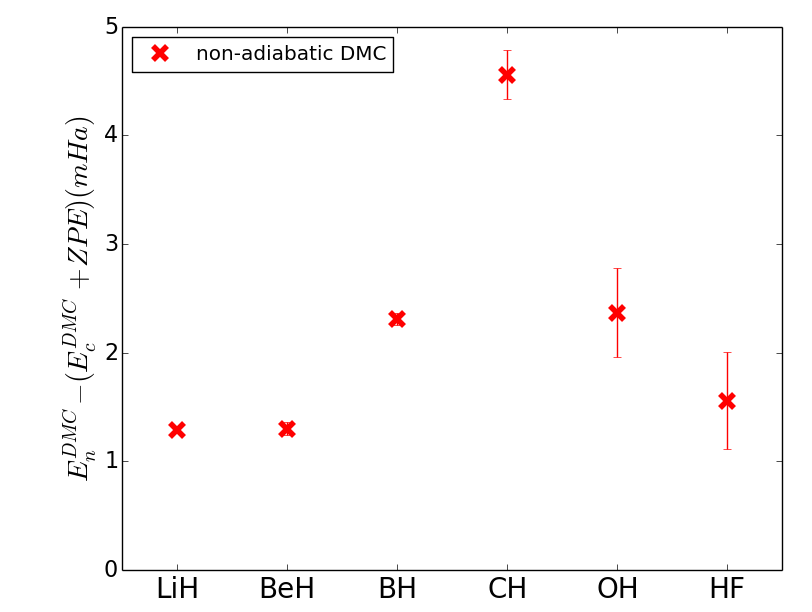 non-adiabatic DMC
5
4
3
2
1
0
E_n^{DMC} − (E_c^{DMC} + ZPE)(mHa)
LiH BeH BH CH OH HF